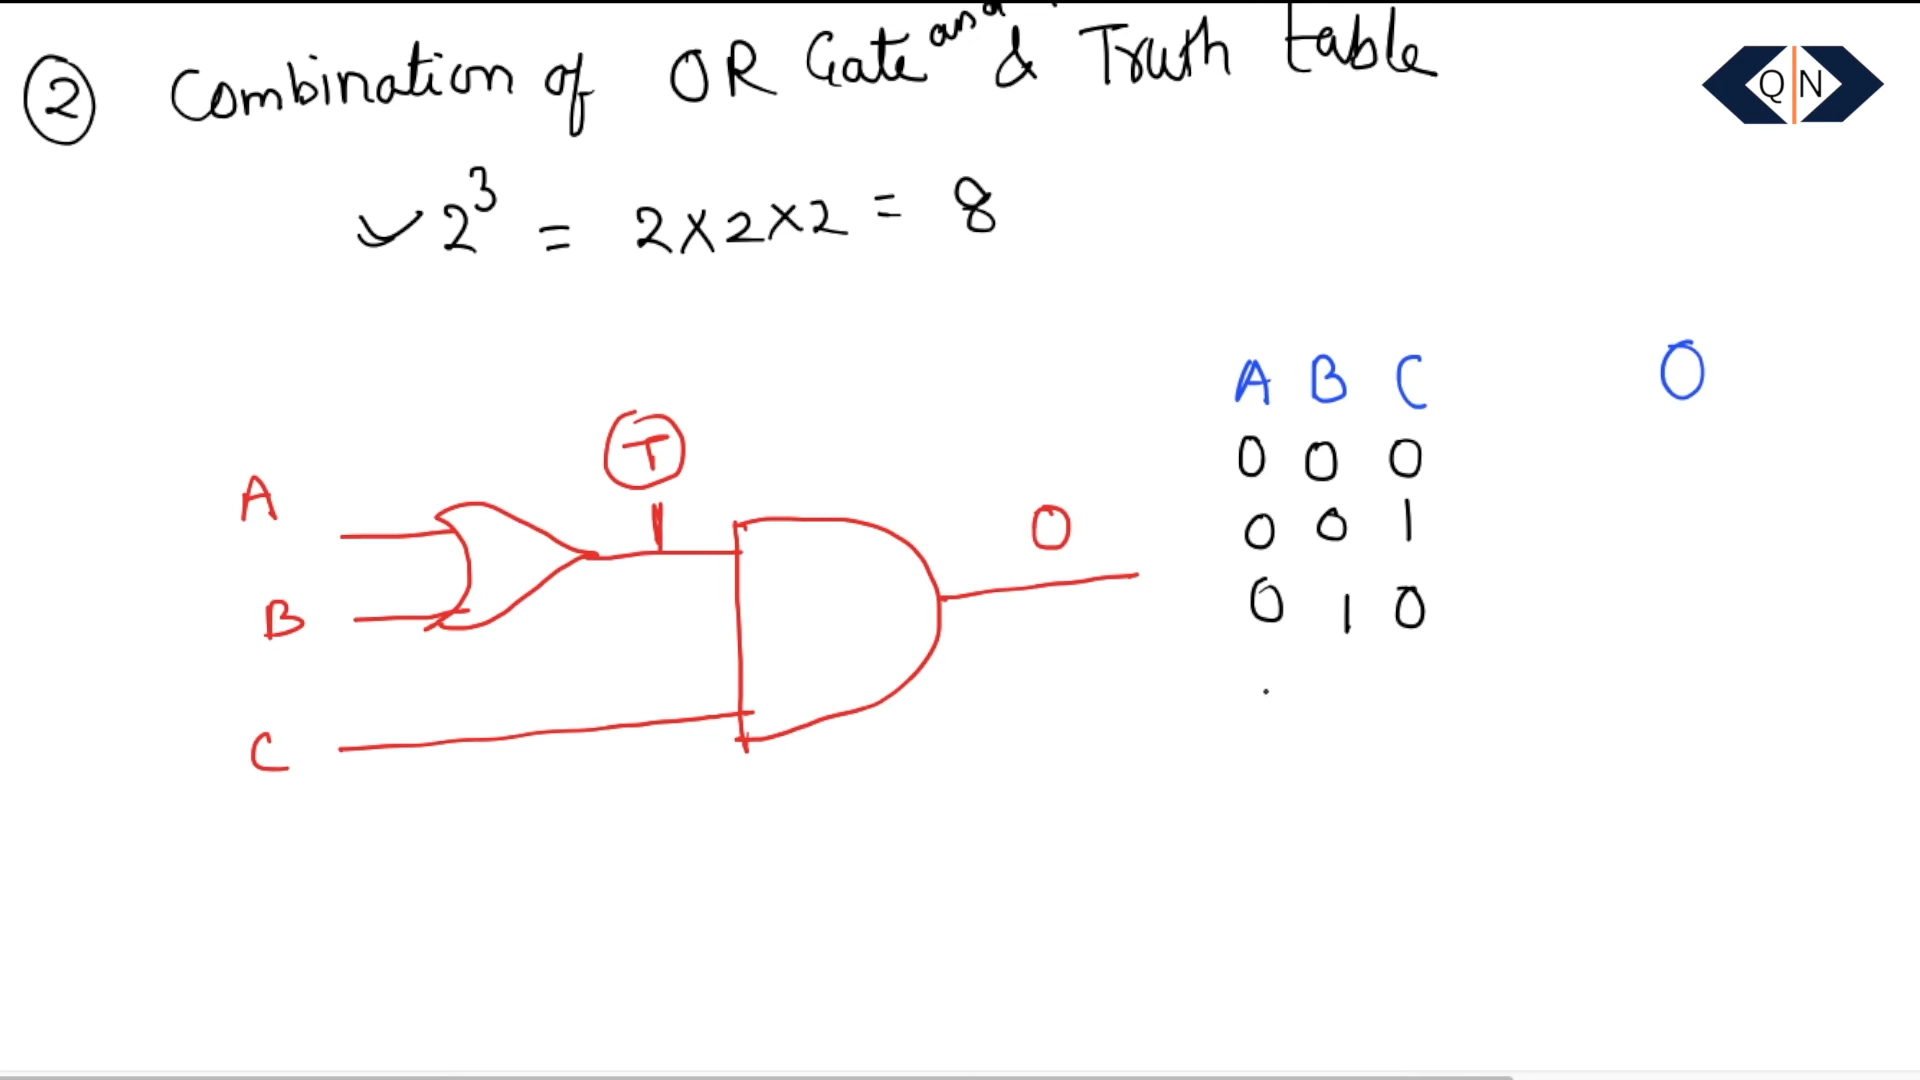 ② Combination of OR Gate and & Truth table
Q N
2³ = 2×2×2 = 8
A B C O
0 0 0
0 0 1
0 1 0
T
A
O
B
C